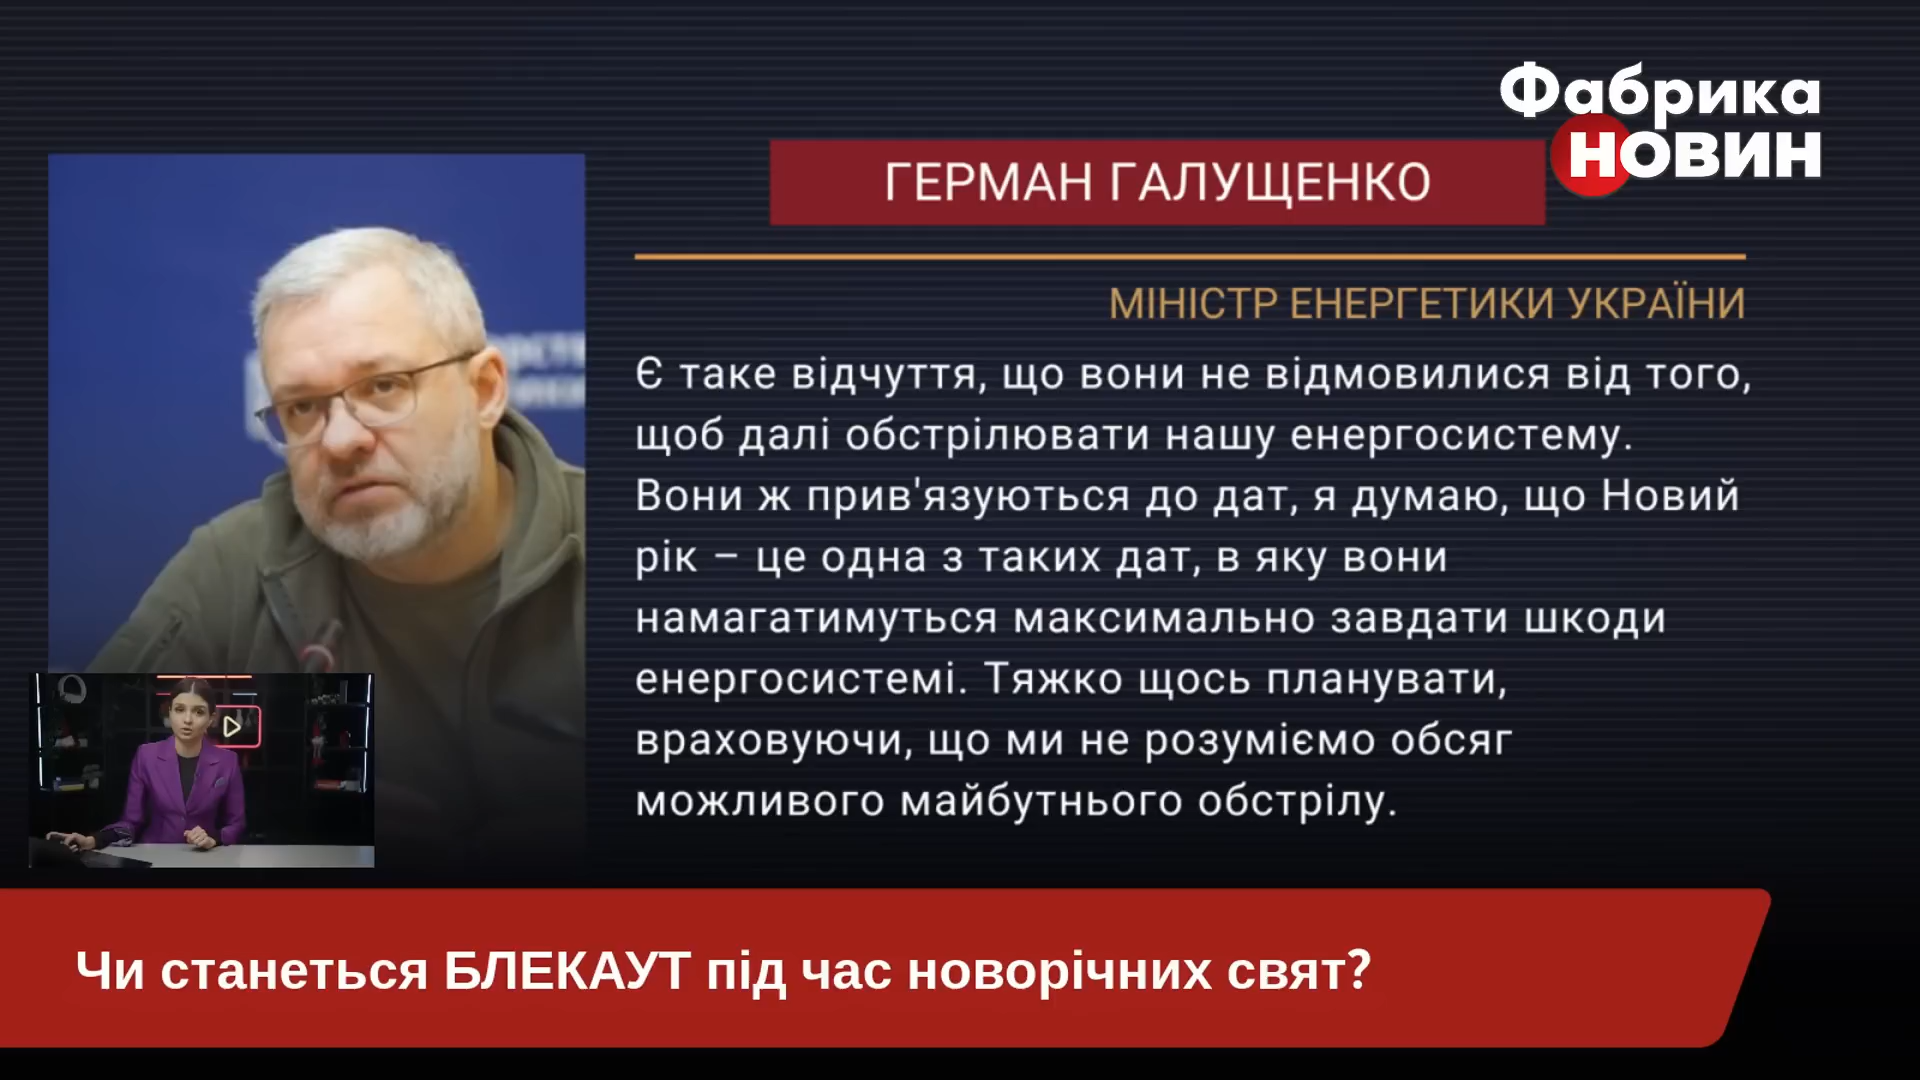 Фабрика
НОВИН
ГЕРМАН ГАЛУЩЕНКО
МІНІСТР ЕНЕРГЕТИКИ УКРАЇНИ
Є таке відчуття, що вони не відмовилися від того,
щоб далі обстрілювати нашу енергосистему.
Вони ж прив'язуються до дат, я думаю, що Новий
рік – це одна з таких дат, в яку вони
намагатимуться максимально завдати шкоди
енергосистемі. Тяжко щось планувати,
враховуючи, що ми не розуміємо обсяг
можливого майбутнього обстрілу.
Чи станеться БЛЕКАУТ під час новорічних свят?